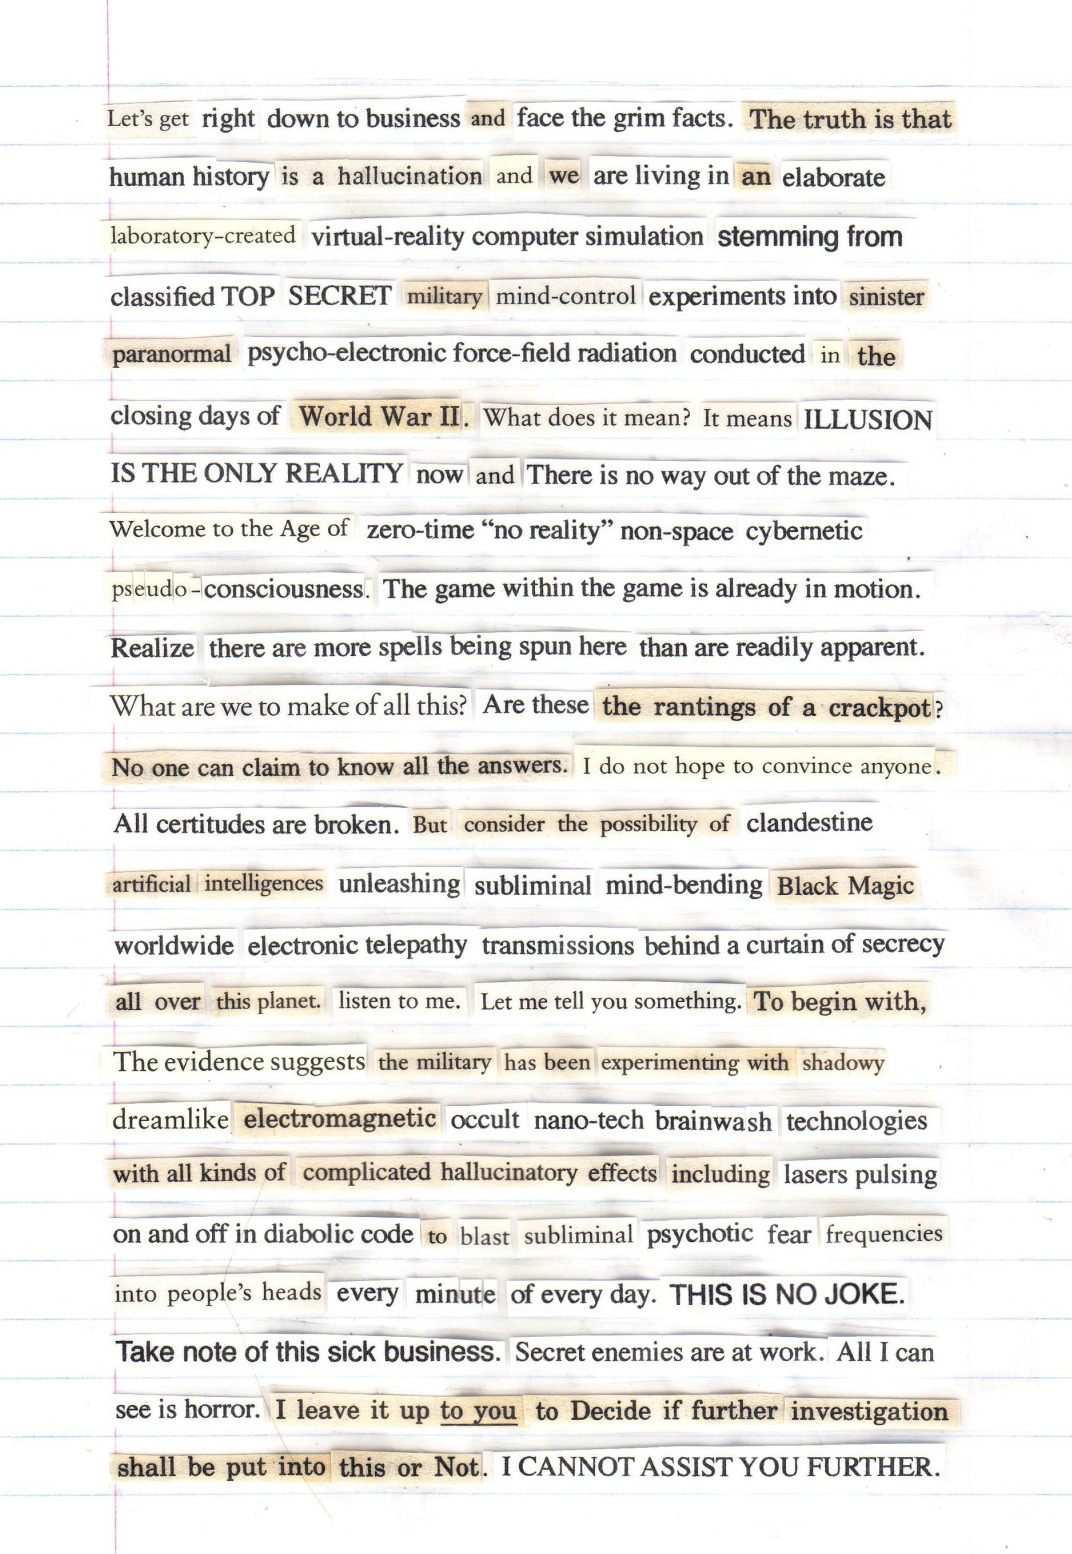 Let's get right down to business and face the grim facts. The truth is that
human history is a hallucination and we are living in an elaborate
laboratory-created virtual-reality computer simulation stemming from
classified TOP SECRET military mind-control experiments into sinister
paranormal psycho-electronic force-field radiation conducted in the
closing days of World War II. What does it mean? It means ILLUSION
IS THE ONLY REALITY now and There is no way out of the maze.
Welcome to the Age of zero-time “no reality” non-space cybernetic
pseudo-consciousness. The game within the game is already in motion.
Realize there are more spells being spun here than are readily apparent.
What are we to make of all this? Are these the rantings of a crackpot?
No one can claim to know all the answers. I do not hope to convince anyone.
All certitudes are broken. But consider the possibility of clandestine
artificial intelligences unleashing subliminal mind-bending Black Magic
worldwide electronic telepathy transmissions behind a curtain of secrecy
all over this planet. listen to me. Let me tell you something. To begin with,
The evidence suggests the military has been experimenting with shadowy
dreamlike electromagnetic occult nano-tech brainwash technologies
with all kinds of complicated hallucinatory effects including lasers pulsing
on and off in diabolic code to blast subliminal psychotic fear frequencies
into people's heads every minute of every day. THIS IS NO JOKE.
Take note of this sick business. Secret enemies are at work. All I can
see is horror. I leave it up to you to Decide if further investigation
shall be put into this or Not. I CANNOT ASSIST YOU FURTHER.